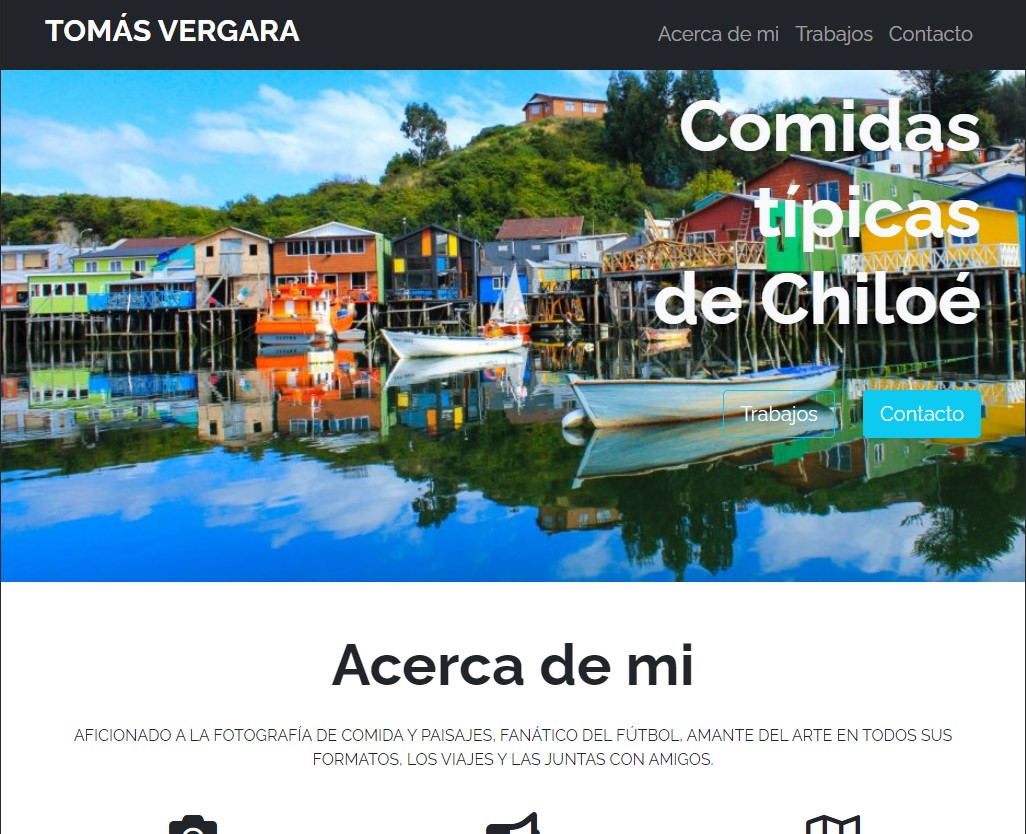 TOMÁS VERGARA
Acerca de mi Trabajos Contacto
Comidas
típicas
de Chiloé
Trabajos Contacto
Acerca de mi
AFICIONADO A LA FOTOGRAFÍA DE COMIDA Y PAISAJES, FANÁTICO DEL FÚTBOL, AMANTE DEL ARTE EN TODOS SUS
FORMATOS, LOS VIAJES Y LAS JUNTAS CON AMIGOS.